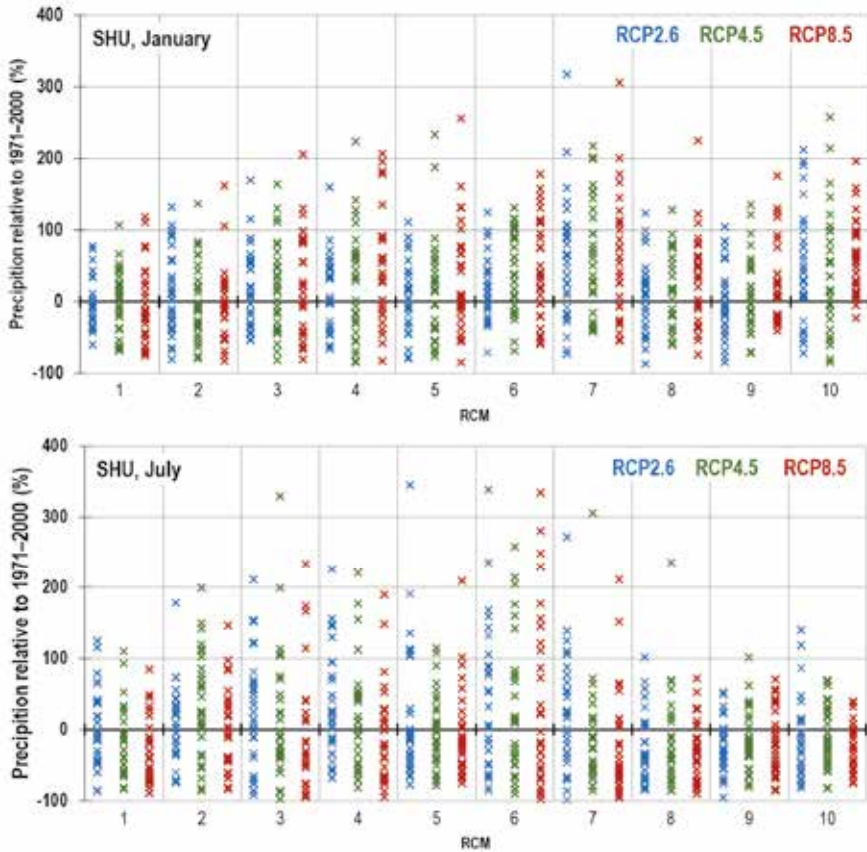 400
SHU, January RCP2.6 RCP4.5 RCP8.5
300
200
100
0
-100
Precipition relative to 1971–2000 (%)
1 2 3 4 5 6 7 8 9 10
RCM
400
SHU, July RCP2.6 RCP4.5 RCP8.5
300
200
100
0
-100
Precipition relative to 1971–2000 (%)
1 2 3 4 5 6 7 8 9 10
RCM